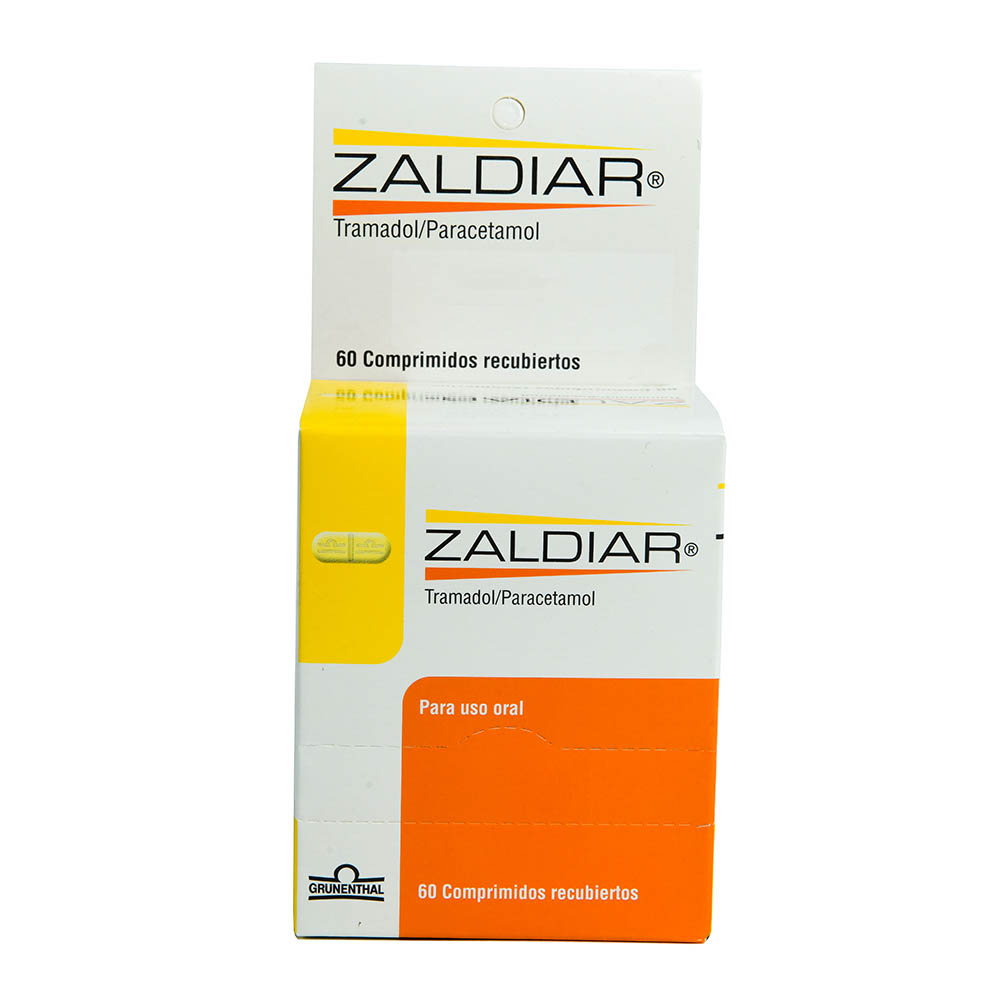 ZALDIAR®
Tramadol/Paracetamol
60 Comprimidos recubiertos
ZALDIAR®
Tramadol/Paracetamol
Para uso oral
GRUNENTHAL
60 Comprimidos recubiertos